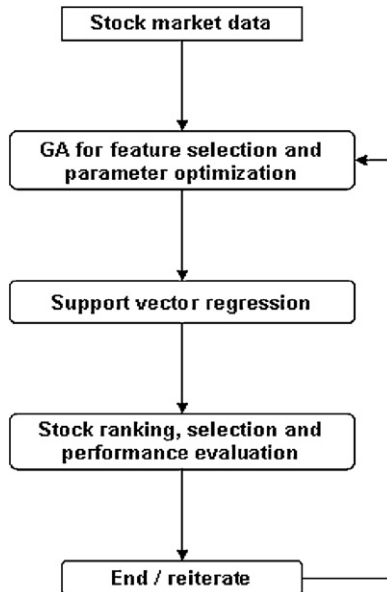 Stock market data
GA for feature selection and
parameter optimization
Support vector regression
Stock ranking, selection and
performance evaluation
End / reiterate